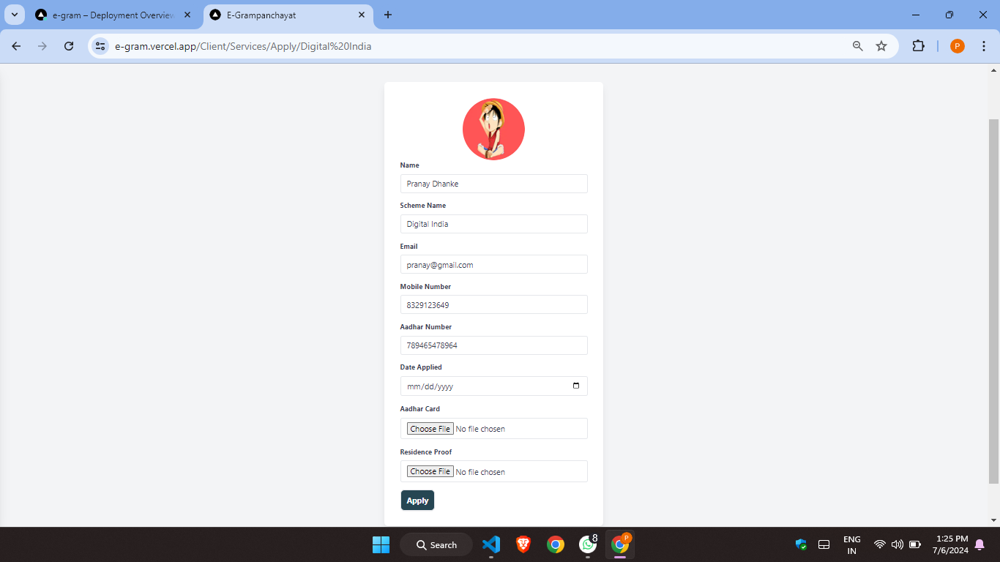 e-gram – Deployment Overview
E-Grampanchayat
e-gram.vercel.app/Client/Services/Apply/Digital%20India
P
Name
Pranay Dhanke
Scheme Name
Digital India
Email
pranay@gmail.com
Mobile Number
8329123649
Aadhar Number
789465478964
Date Applied
mm/dd/yyyy
Aadhar Card
Choose File No file chosen
Residence Proof
Choose File No file chosen
Apply
Search
8
P
ENG
IN
1:25 PM
7/6/2024